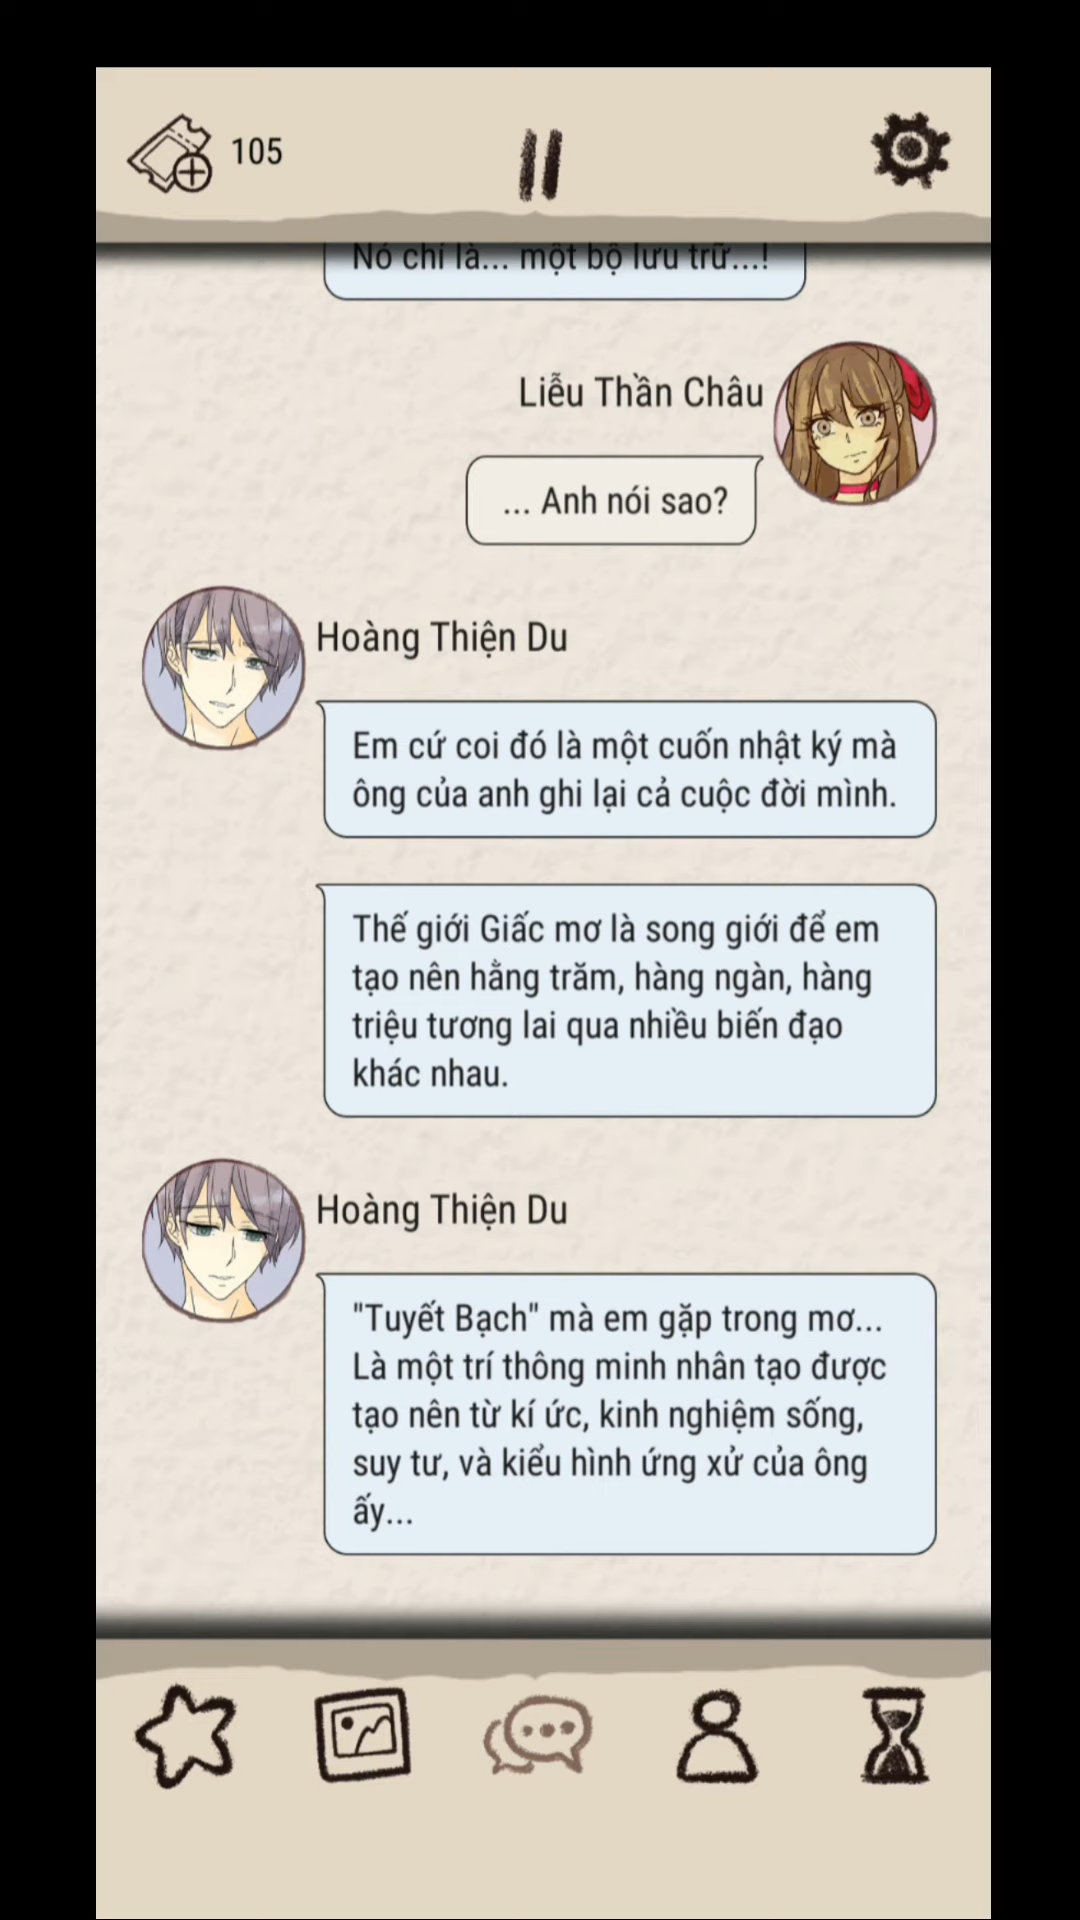 105
Nó chỉ là... một bộ lưu trữ...!
Liễu Thần Châu
... Anh nói sao?
Hoàng Thiện Du
Em cứ coi đó là một cuốn nhật ký mà
ông của anh ghi lại cả cuộc đời mình.
Thế giới Giấc mơ là song giới để em
tạo nên hằng trăm, hàng ngàn, hàng
triệu tương lai qua nhiều biến đạo
khác nhau.
Hoàng Thiện Du
"Tuyết Bạch" mà em gặp trong mơ...
Là một trí thông minh nhân tạo được
tạo nên từ kí ức, kinh nghiệm sống,
suy tư, và kiểu hình ứng xử của ông
ấy...